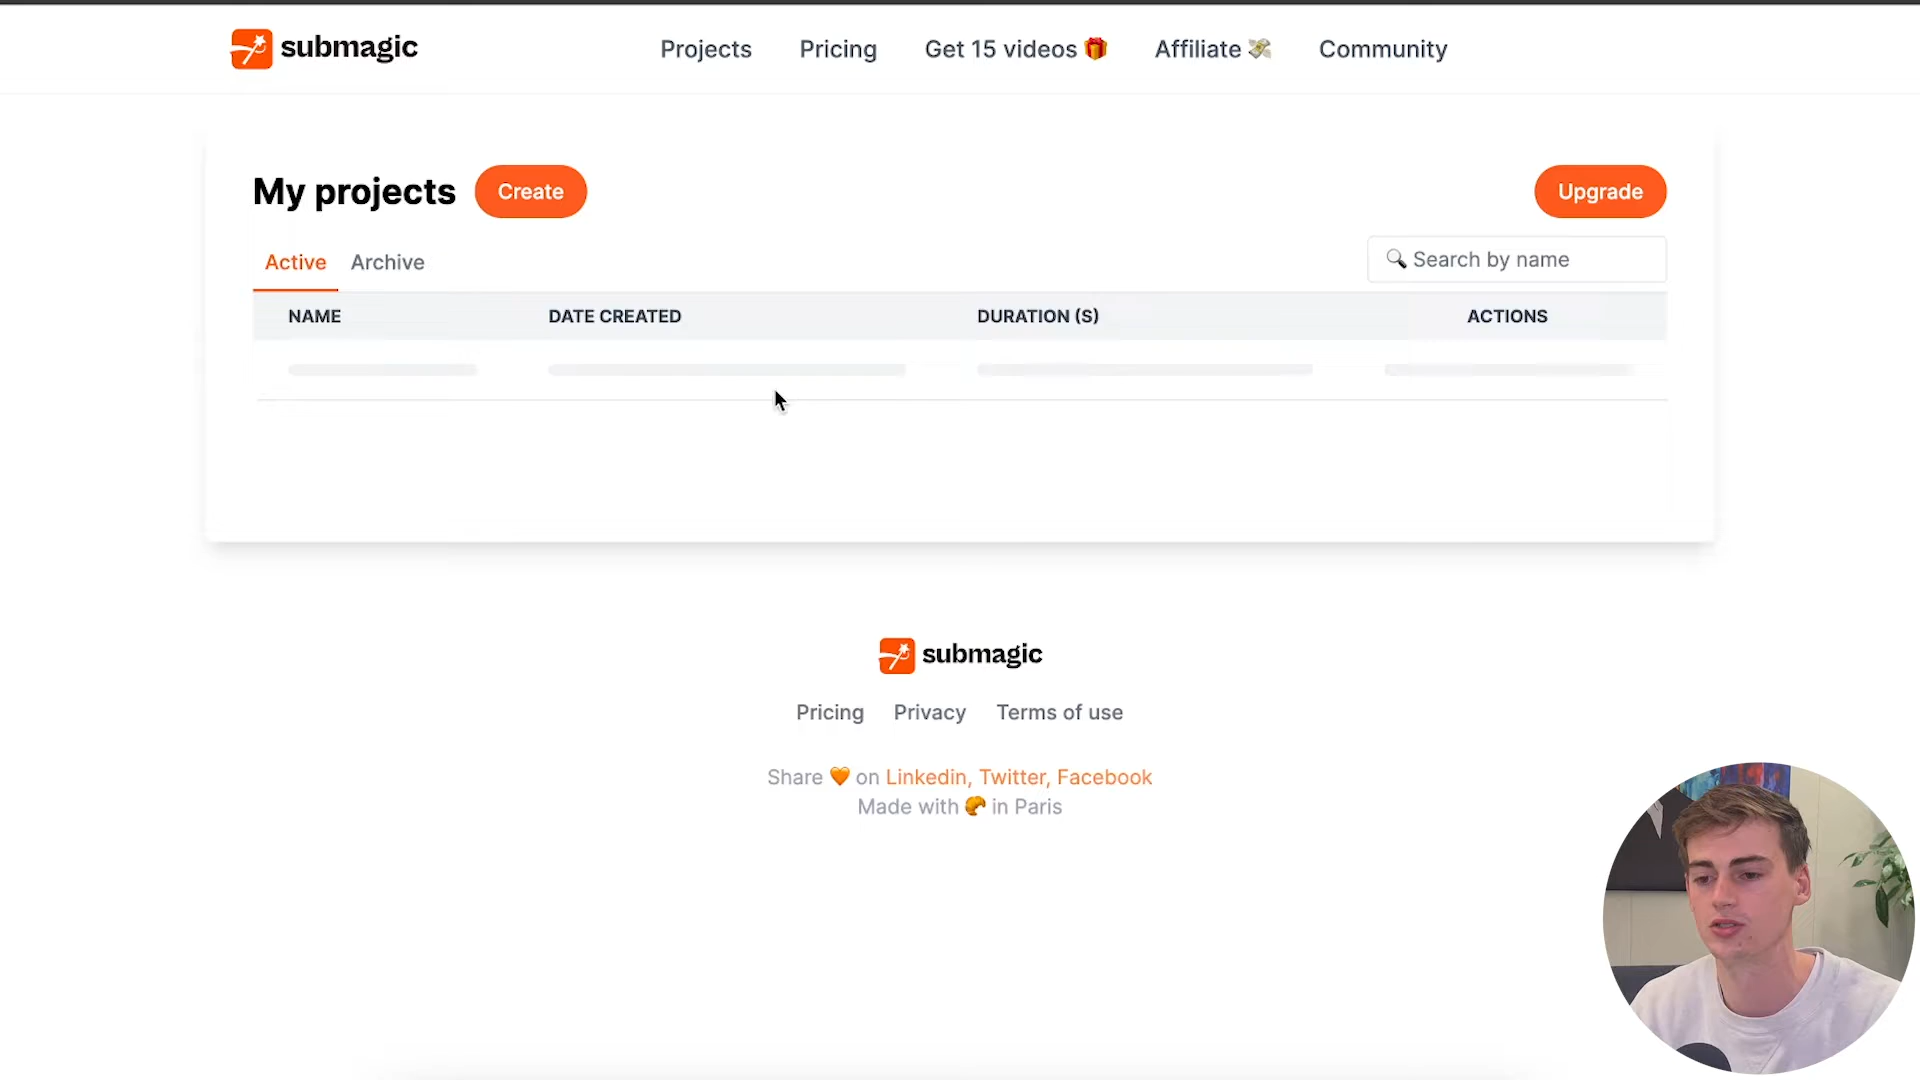 submagic
Projects Pricing Get 15 videos 🎁 Affiliate 💸 Community
My projects Create Upgrade
Active Archive 🔍 Search by name
NAME DATE CREATED DURATION (S) ACTIONS
submagic
Pricing Privacy Terms of use
Share 🧡 on Linkedin, Twitter, Facebook
Made with 🥐 in Paris